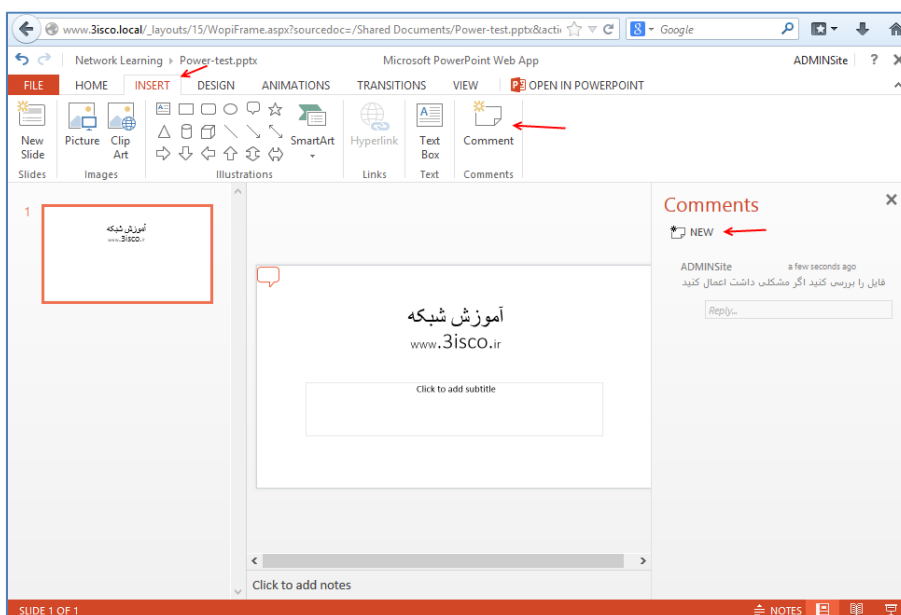 www.3isco.local/_layouts/15/WopiFrame.aspx?sourcedoc=/Shared Documents/Power-test.pptx&acti
Google
Network Learning ▸ Power-test.pptx
Microsoft PowerPoint Web App
ADMINSite ? X
FILE HOME INSERT DESIGN ANIMATIONS TRANSITIONS VIEW OPEN IN POWERPOINT
New Slide
Picture
Clip Art
SmartArt
Hyperlink
Text Box
Comment
Slides Images Illustrations Links Text Comments
1
آموزش شبکه
www.3isco.ir
آموزش شبکه
www.3isco.ir
Click to add subtitle
Click to add notes
Comments
NEW
ADMINSite a few seconds ago
فایل را بررسی کنید اگر مشکلی داشت اعمال کنید
Reply...
SLIDE 1 OF 1
NOTES